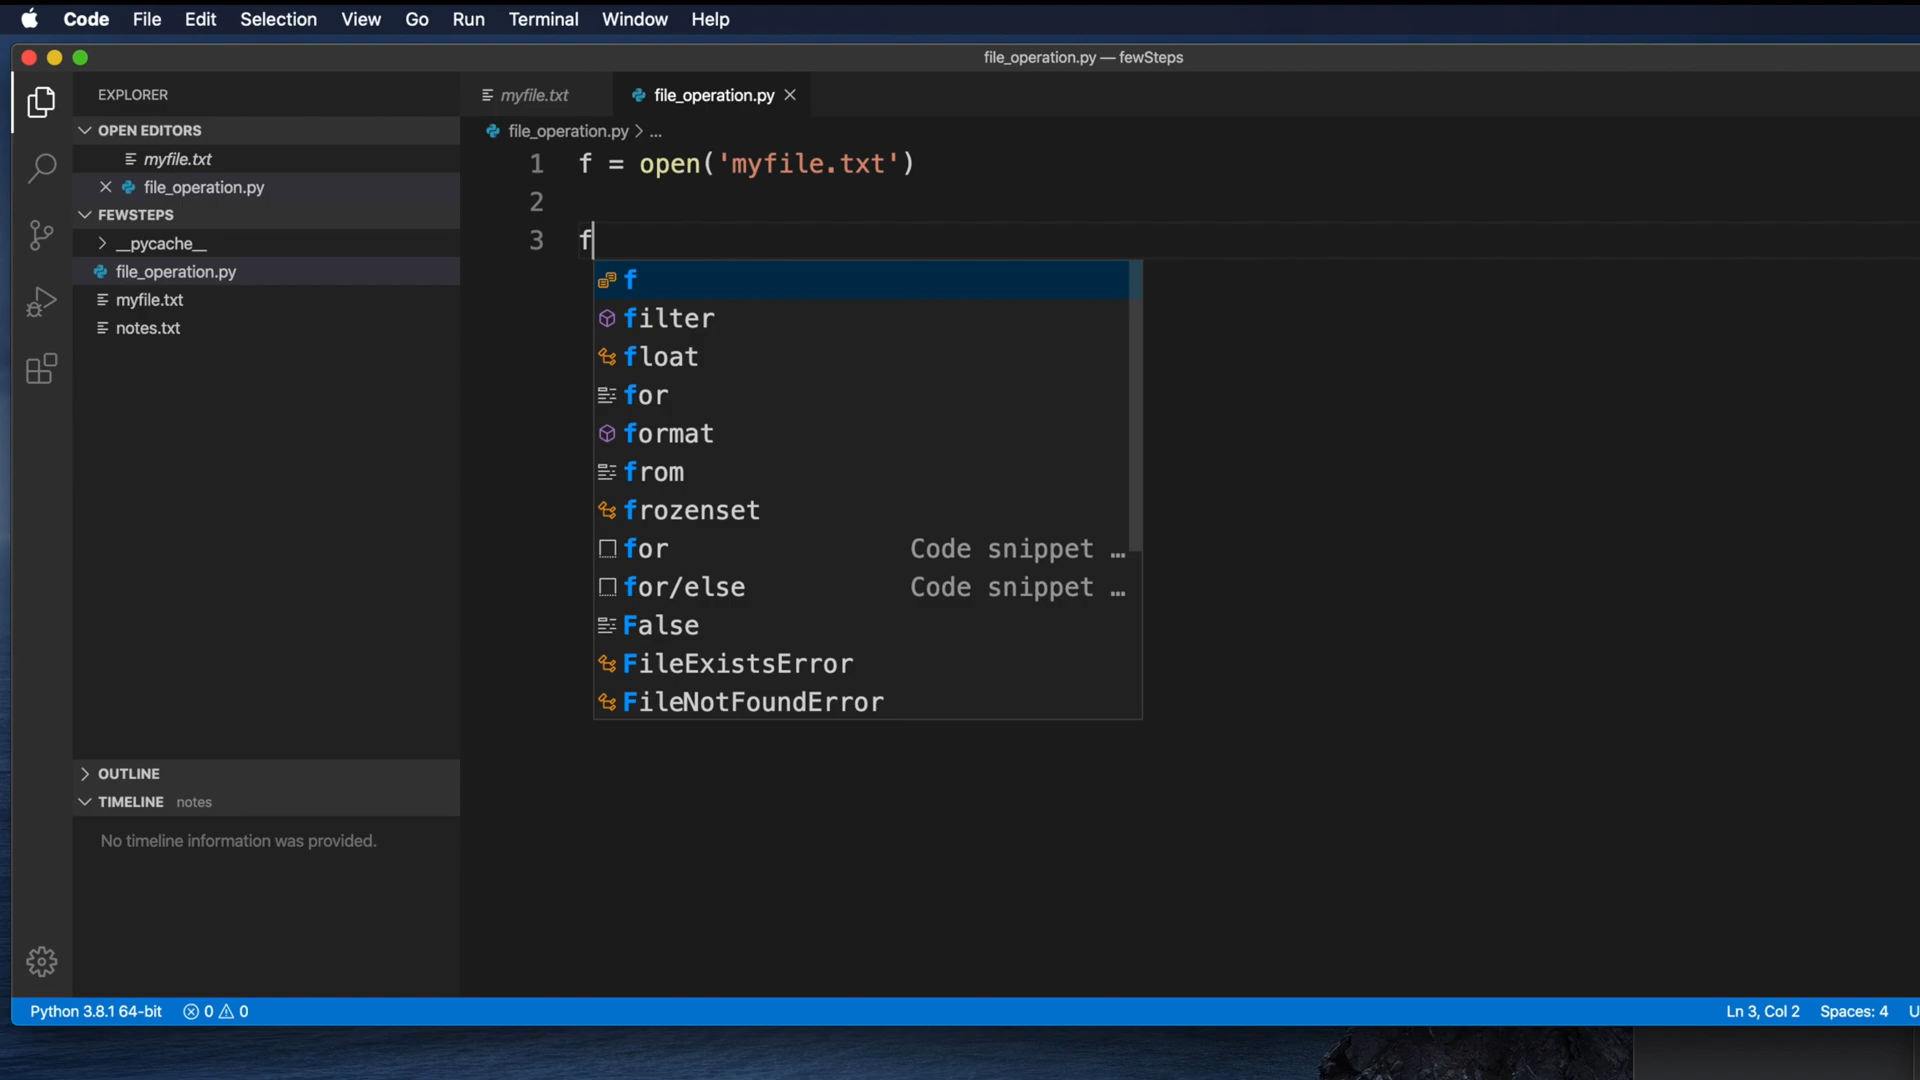 Code File Edit Selection View Go Run Terminal Window Help
file_operation.py — fewSteps
EXPLORER
OPEN EDITORS
myfile.txt
file_operation.py
FEWSTEPS
__pycache__
file_operation.py
myfile.txt
notes.txt
OUTLINE
TIMELINE notes
No timeline information was provided.
myfile.txt file_operation.py
file_operation.py > ...
1 f = open('myfile.txt')
2
3 f
f
filter
float
for
format
from
frozenset
for Code snippet ...
for/else Code snippet ...
False
FileExistsError
FileNotFoundError
Python 3.8.1 64-bit 0 0 Ln 3, Col 2 Spaces: 4 U